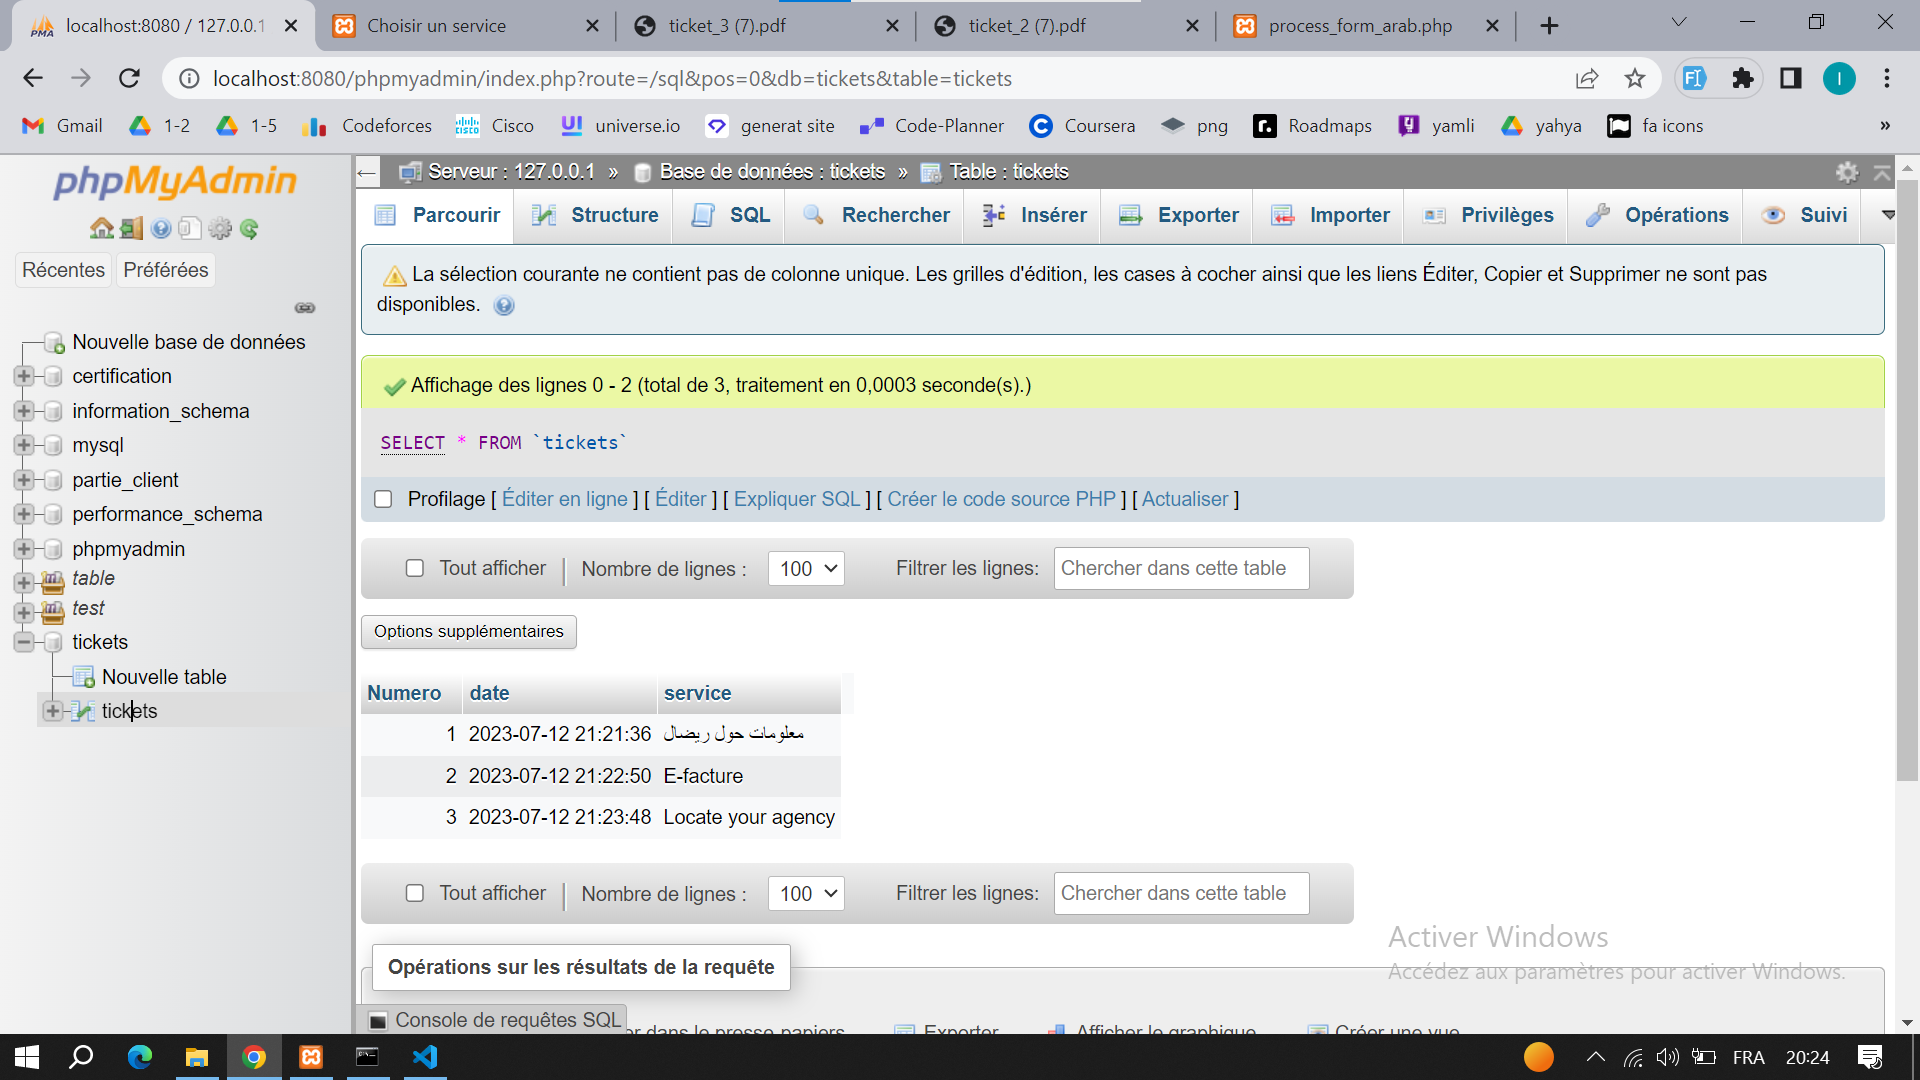 localhost:8080 / 127.0.0.1
Choisir un service
ticket_3 (7).pdf
ticket_2 (7).pdf
process_form_arab.php
localhost:8080/phpmyadmin/index.php?route=/sql&pos=0&db=tickets&table=tickets
Gmail 1-2 1-5 Codeforces Cisco universe.io generat site Code-Planner Coursera png Roadmaps yamli yahya fa icons »
phpMyAdmin
Récentes Préférées
Nouvelle base de données
certification
information_schema
mysql
partie_client
performance_schema
phpmyadmin
table
test
tickets
Nouvelle table
tickets
Serveur : 127.0.0.1 » Base de données : tickets » Table : tickets
Parcourir Structure SQL Rechercher Insérer Exporter Importer Privilèges Opérations Suivi
La sélection courante ne contient pas de colonne unique. Les grilles d'édition, les cases à cocher ainsi que les liens Éditer, Copier et Supprimer ne sont pas
disponibles.
Affichage des lignes 0 - 2 (total de 3, traitement en 0,0003 seconde(s).)
SELECT * FROM `tickets`
Profilage [ Éditer en ligne ] [ Éditer ] [ Expliquer SQL ] [ Créer le code source PHP ] [ Actualiser ]
Tout afficher | Nombre de lignes : 100 Filtrer les lignes: Chercher dans cette table
Options supplémentaires
Numero date service
1 2023-07-12 21:21:36 معلومات حول ريضال
2 2023-07-12 21:22:50 E-facture
3 2023-07-12 21:23:48 Locate your agency
Tout afficher | Nombre de lignes : 100 Filtrer les lignes: Chercher dans cette table
Opérations sur les résultats de la requête
Console de requêtes SQL
er dans le presse-papiers Exporter Afficher le graphique Créer une vue
Activer Windows
Accédez aux paramètres pour activer Windows.
FRA 20:24